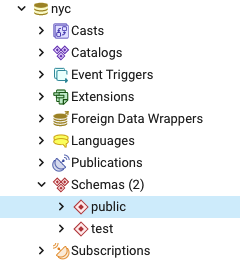 nyc
Casts
Catalogs
Event Triggers
Extensions
Foreign Data Wrappers
Languages
Publications
Schemas (2)
public
test
Subscriptions